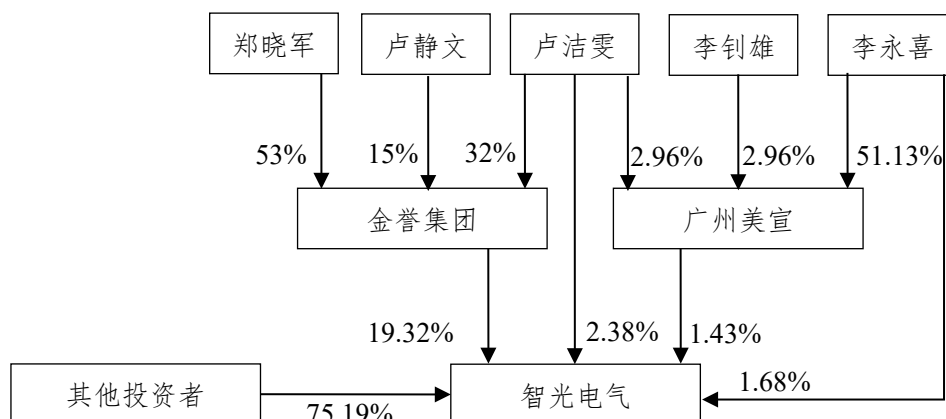 郑晓军 卢静文 卢洁雯 李钊雄 李永喜
53% 15% 32% 2.96% 2.96% 51.13%
金誉集团 广州美宣
19.32% 2.38% 1.43%
其他投资者 智光电气 1.68%
75.19%